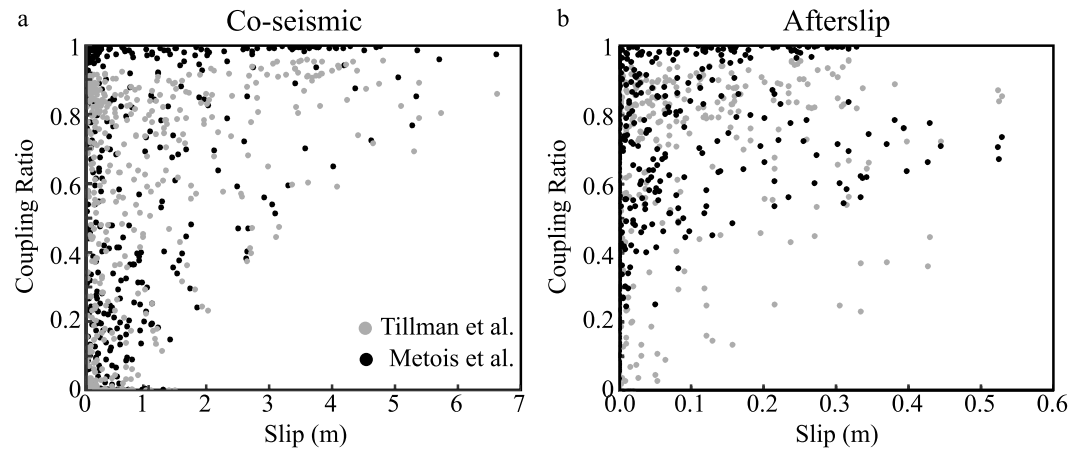 a
Co-seismic
1
0.8
0.6
0.4
0.2
0
Coupling Ratio
0 1 2 3 4 5 6 7
Slip (m)
Tillman et al.
Metois et al.
b
Afterslip
1
0.8
0.6
0.4
0.2
0
Coupling Ratio
0.0 0.1 0.2 0.3 0.4 0.5 0.6
Slip (m)